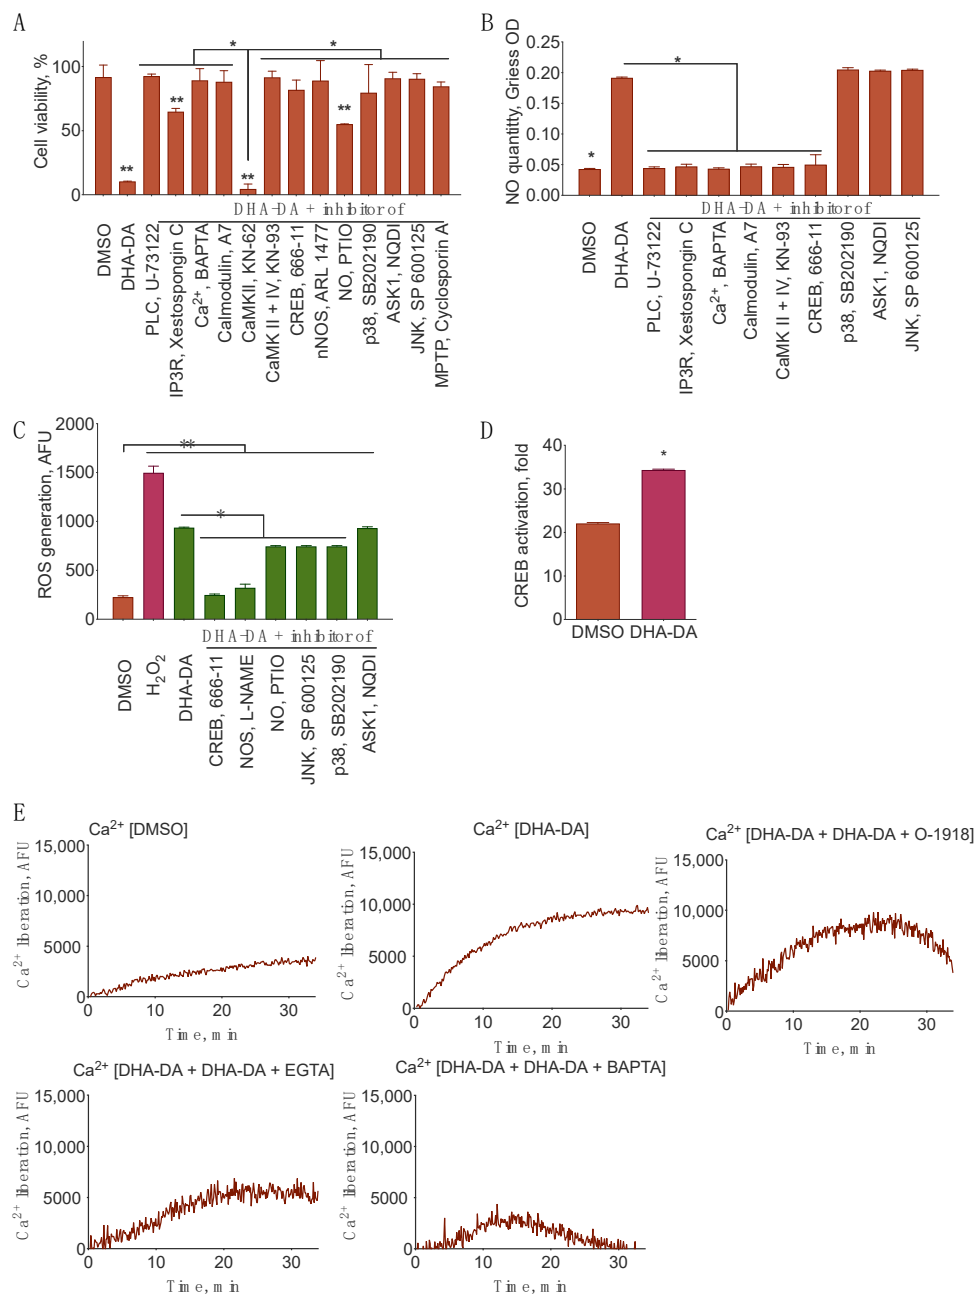 A
Cell viability, %
100
50
0
**
**
*
**
*
**
DHA-DA + inhibitor of
DMSO
DHA-DA
PLC, U-73122
IP3R, Xestospongin C
Ca²⁺, BAPTA
Calmodulin, A7
CaMKII, KN-62
CaMK II + IV, KN-93
CREB, 666-11
nNOS, ARL 1477
NO, PTIO
p38, SB202190
ASK1, NQDI
JNK, SP 600125
MPTP, Cyclosporin A
B
NO quantitty, Griess OD
0.25
0.20
0.15
0.10
0.05
0.00
*
*
DHA-DA + inhibitor of
DMSO
DHA-DA
PLC, U-73122
IP3R, Xestospongin C
Ca²⁺, BAPTA
Calmodulin, A7
CaMK II + IV, KN-93
CREB, 666-11
p38, SB202190
ASK1, NQDI
JNK, SP 600125
C
ROS generation, AFU
2000
1500
1000
500
0
**
*
DHA-DA + inhibitor of
DMSO
H₂O₂
DHA-DA
CREB, 666-11
NOS, L-NAME
NO, PTIO
JNK, SP 600125
p38, SB202190
ASK1, NQDI
D
CREB activation, fold
40
30
20
10
0
*
DMSO DHA-DA
E
Ca²⁺ [DMSO]
Ca²⁺ liberation, AFU
15,000
10,000
5000
0
0 10 20 30
Time, min
Ca²⁺ [DHA-DA]
Ca²⁺ liberation, AFU
15,000
10,000
5000
0
0 10 20 30
Time, min
Ca²⁺ [DHA-DA + DHA-DA + O-1918]
Ca²⁺ liberation, AFU
15,000
10,000
5000
0
0 10 20 30
Time, min
Ca²⁺ [DHA-DA + DHA-DA + EGTA]
Ca²⁺ liberation, AFU
15,000
10,000
5000
0
0 10 20 30
Time, min
Ca²⁺ [DHA-DA + DHA-DA + BAPTA]
Ca²⁺ liberation, AFU
15,000
10,000
5000
0
0 10 20 30
Time, min